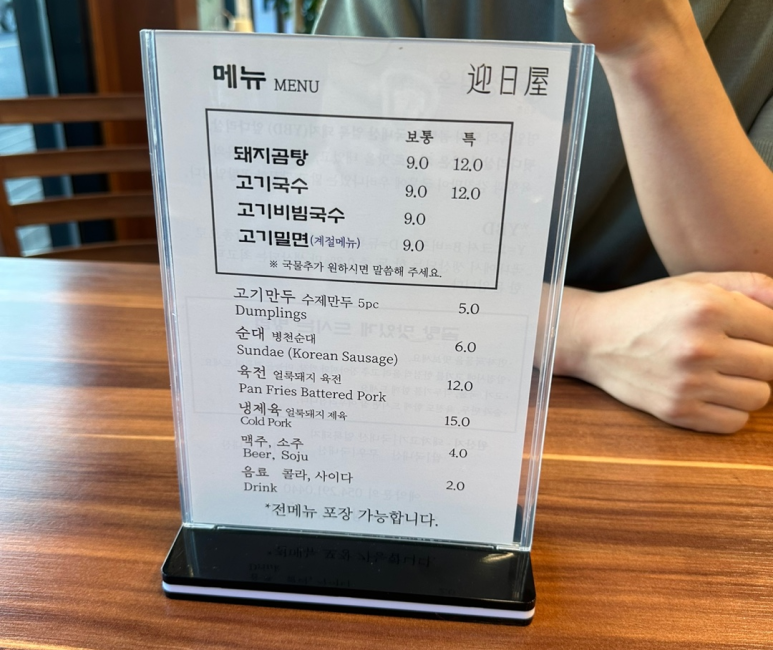 메뉴 MENU 迎日屋
보통 특
돼지곰탕 9.0 12.0
고기국수 9.0 12.0
고기비빔국수 9.0
고기밀면(계절메뉴) 9.0
※ 국물추가 원하시면 말씀해 주세요.
고기만두 수제만두 5pc 5.0
Dumplings
순대 병천순대 6.0
Sundae (Korean Sausage)
육전 얼룩돼지 육전 12.0
Pan Fries Battered Pork
냉제육 얼룩돼지 제육 15.0
Cold Pork
맥주, 소주 4.0
Beer, Soju
음료 콜라, 사이다 2.0
Drink
*전메뉴 포장 가능합니다.